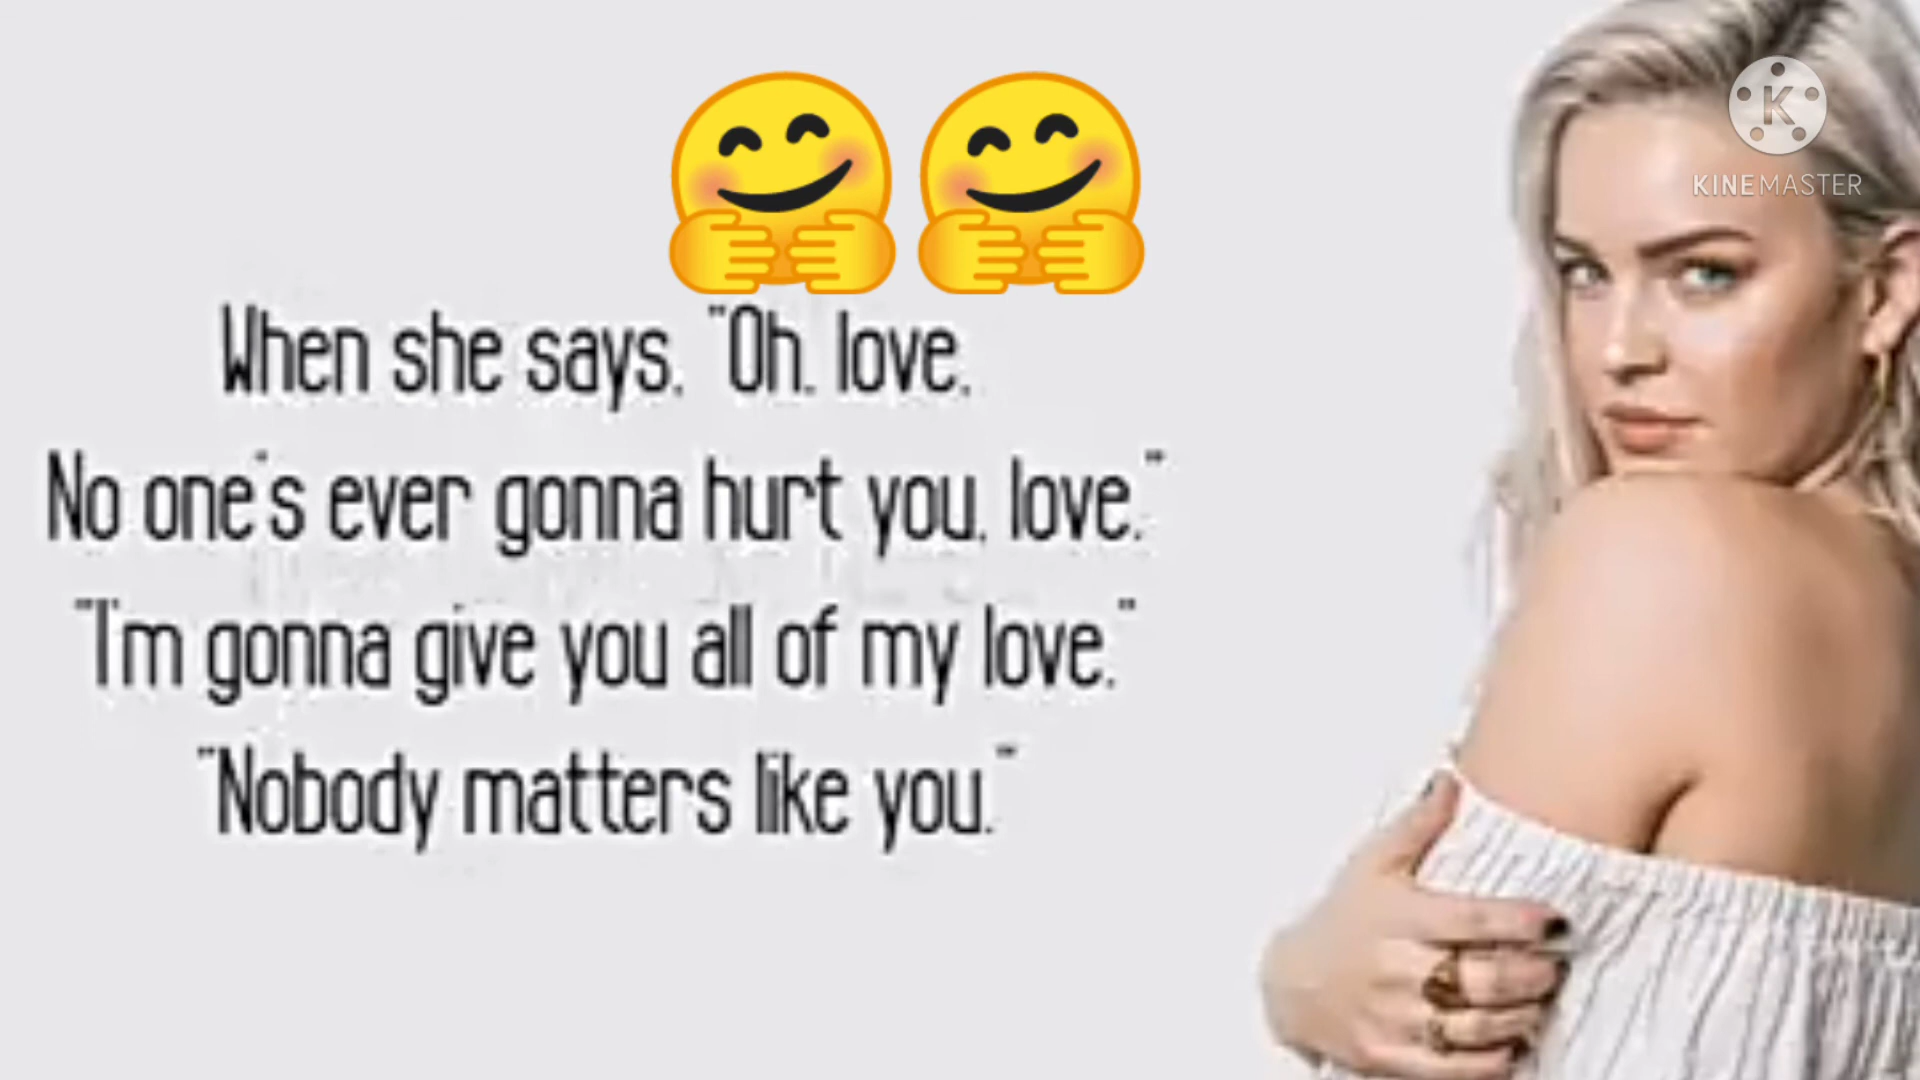 K
KINEMASTER
When she says, "Oh, love,
No one's ever gonna hurt you, love."
"I'm gonna give you all of my love."
"Nobody matters like you."